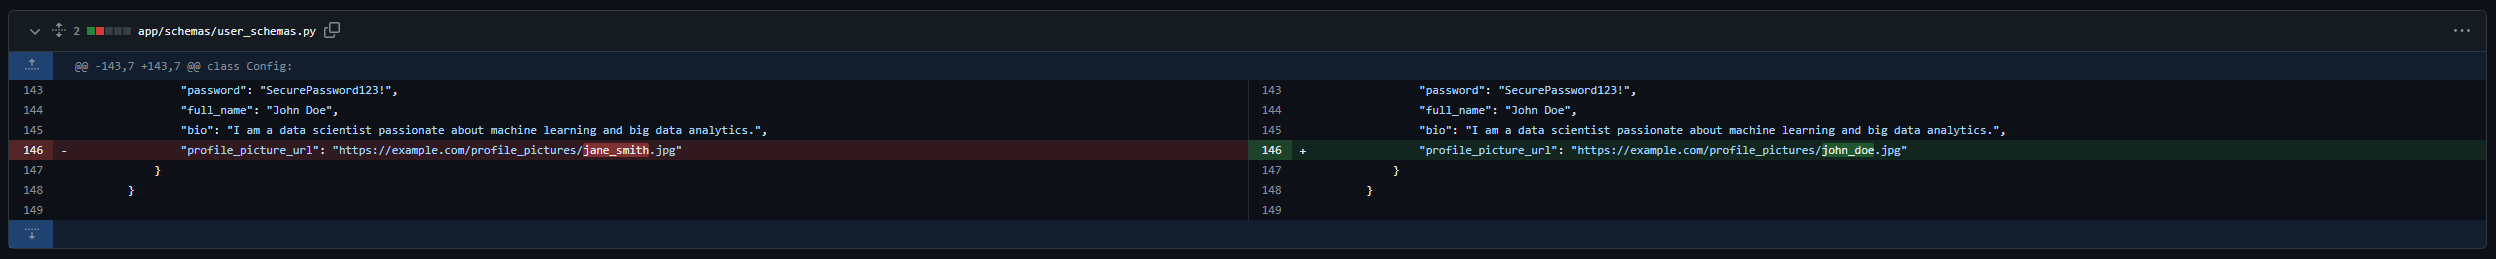 2 app/schemas/user_schemas.py
@@ -143,7 +143,7 @@ class Config:
143 "password": "SecurePassword123!",
144 "full_name": "John Doe",
145 "bio": "I am a data scientist passionate about machine learning and big data analytics.",
146 - "profile_picture_url": "https://example.com/profile_pictures/jane_smith.jpg"
147 }
148 }
149
143 "password": "SecurePassword123!",
144 "full_name": "John Doe",
145 "bio": "I am a data scientist passionate about machine learning and big data analytics.",
146 + "profile_picture_url": "https://example.com/profile_pictures/john_doe.jpg"
147 }
148 }
149